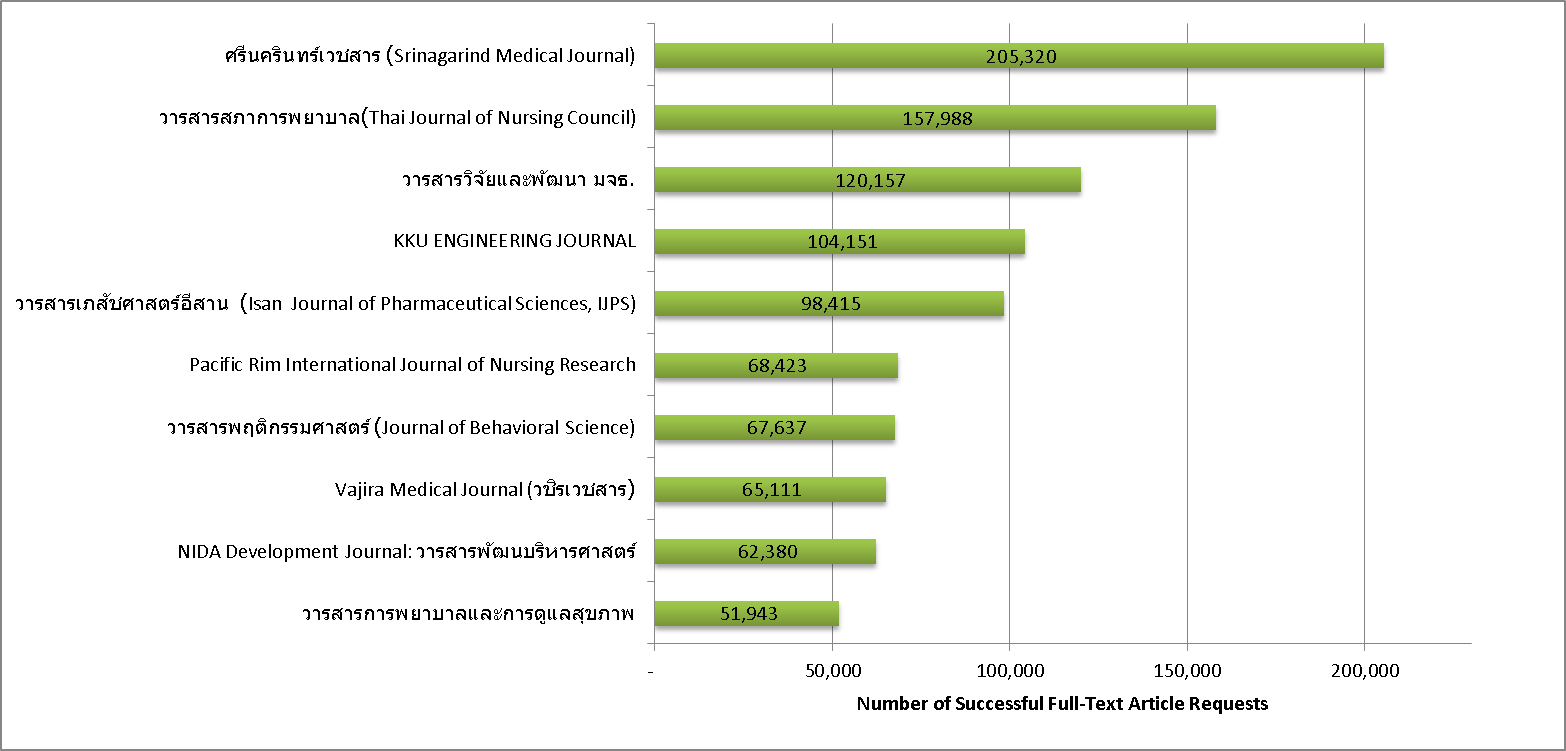 ศรีนครินทร์เวชสาร (Srinagarind Medical Journal)
205,320
วารสารสภาการพยาบาล(Thai Journal of Nursing Council)
157,988
วารสารวิจัยและพัฒนา มจธ.
120,157
KKU ENGINEERING JOURNAL
104,151
วารสารเภสัชศาสตร์อีสาน (Isan Journal of Pharmaceutical Sciences, IJPS)
98,415
Pacific Rim International Journal of Nursing Research
68,423
วารสารพฤติกรรมศาสตร์ (Journal of Behavioral Science)
67,637
Vajira Medical Journal (วชิรเวชสาร)
65,111
NIDA Development Journal: วารสารพัฒนบริหารศาสตร์
62,380
วารสารการพยาบาลและการดูแลสุขภาพ
51,943
- 50,000 100,000 150,000 200,000
Number of Successful Full-Text Article Requests